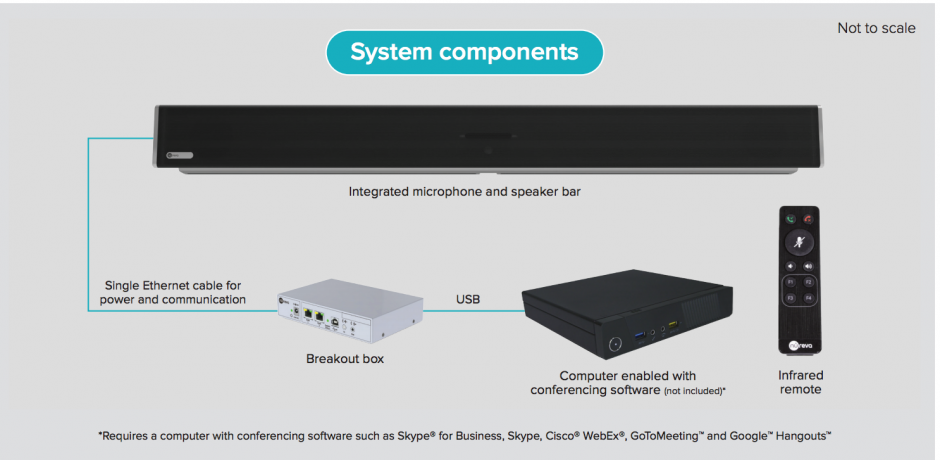 Not to scale
System components
Integrated microphone and speaker bar
Single Ethernet cable for
power and communication
USB
Breakout box
Computer enabled with
conferencing software (not included)*
F1 F2
F3 F4
nureva
Infrared
remote
*Requires a computer with conferencing software such as Skype® for Business, Skype, Cisco® WebEx®, GoToMeeting™ and Google™ Hangouts™